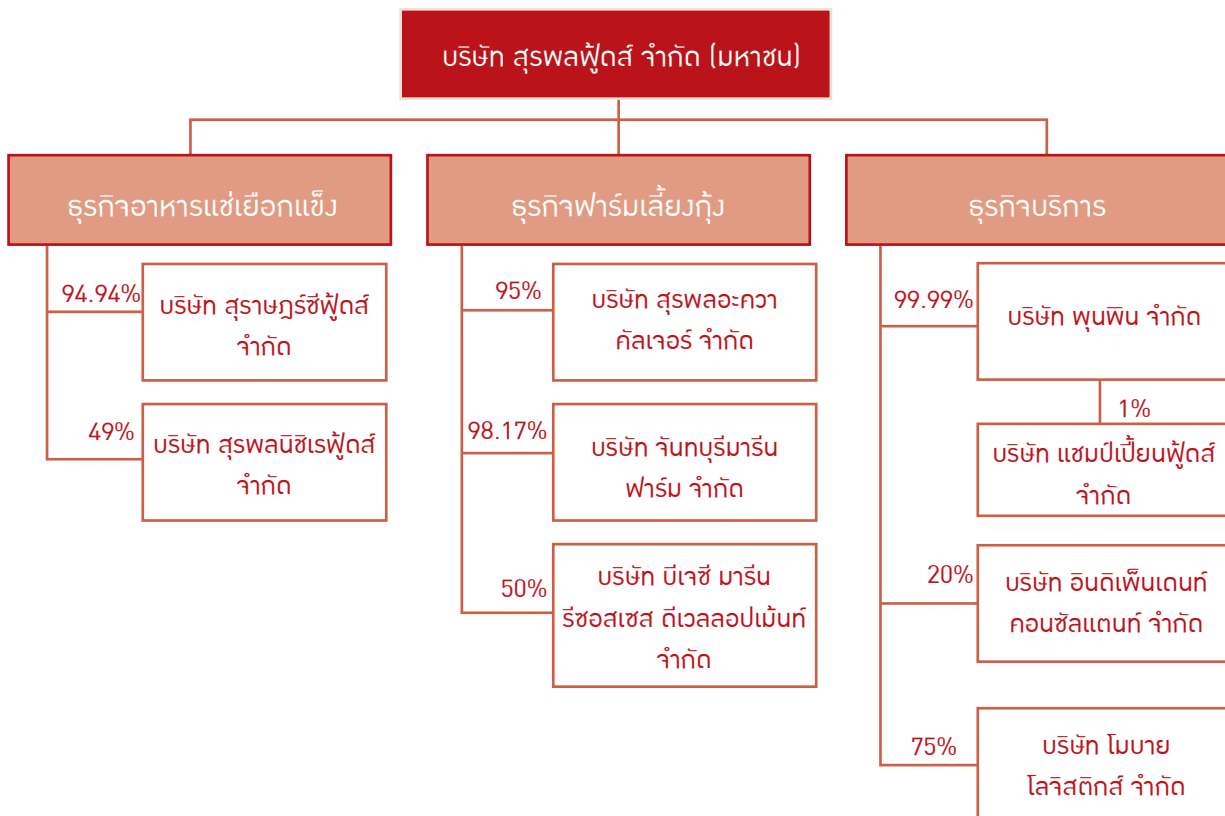 บริษัท สุรพลฟู้ดส์ จำกัด (มหาชน)
ธุรกิจอาหารแช่เยือกแข็ง
94.94%
บริษัท สุราษฎร์ซีฟู้ดส์
จำกัด
49%
บริษัท สุรพลนิชิเรฟู้ดส์
จำกัด
ธุรกิจฟาร์มเลี้ยงกุ้ง
95%
บริษัท สุรพลอะควา
คัลเจอร์ จำกัด
98.17%
บริษัท จันทบุรีมารีน
ฟาร์ม จำกัด
50%
บริษัท บีเจซี มารีน
รีซอสเซส ดีเวลลอปเม้นท์
จำกัด
ธุรกิจบริการ
99.99%
บริษัท พุนพิน จำกัด
1%
บริษัท แชมป์เปี้ยนฟู้ดส์
จำกัด
20%
บริษัท อินดิเพ็นเดนท์
คอนซัลแตนท์ จำกัด
75%
บริษัท โมบาย
โลจิสติกส์ จำกัด